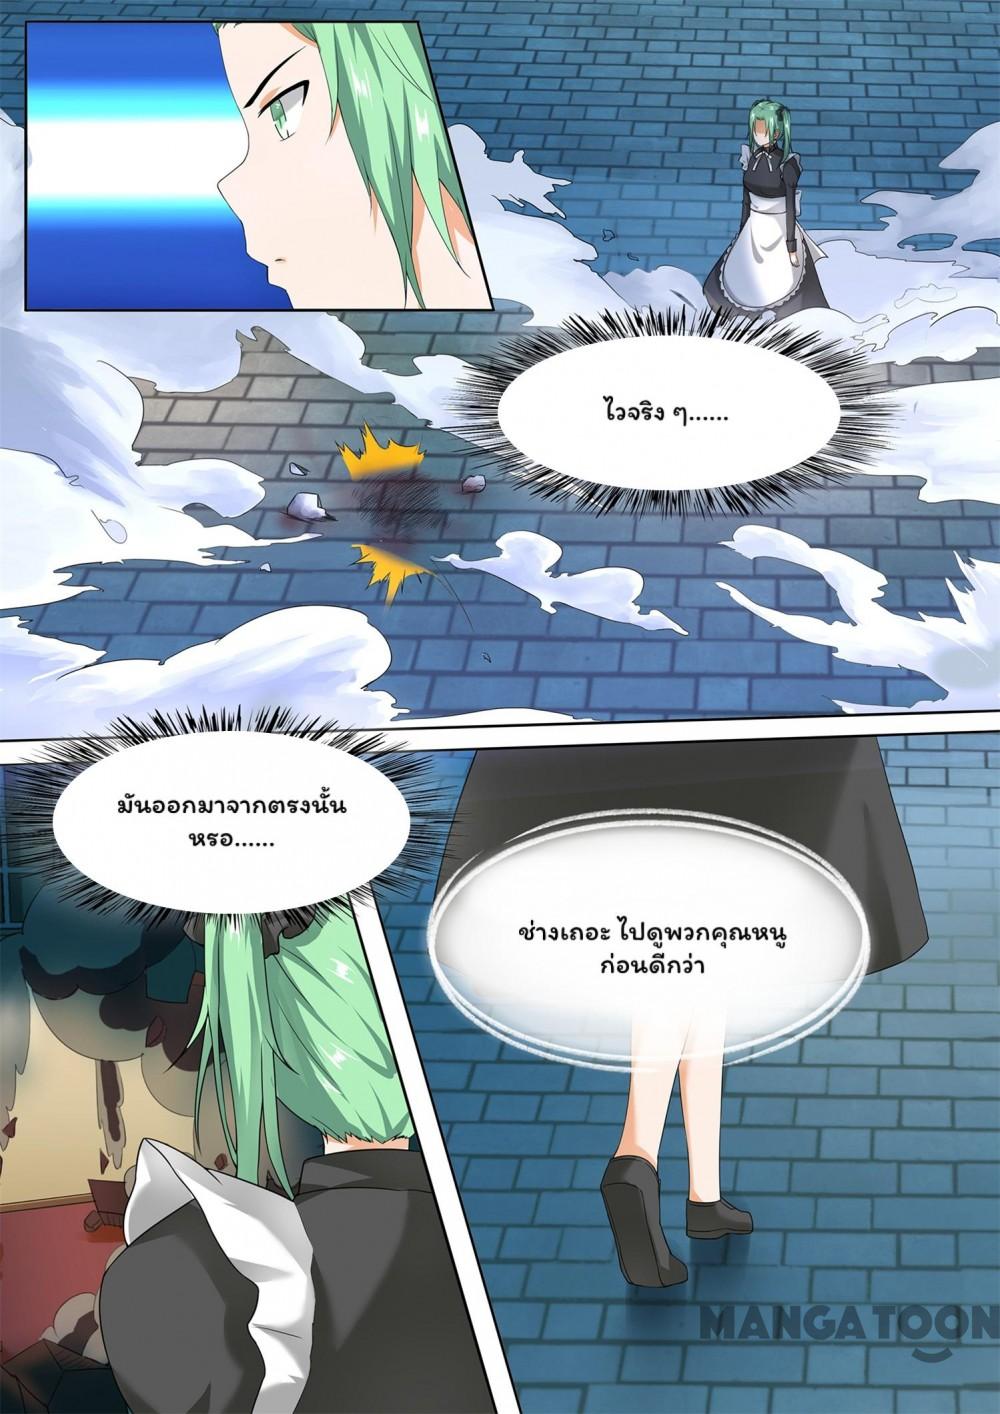 ไวจริง ๆ......
มันออกมาจากตรงนั้น
หรอ......
ช่างเถอะ ไปดูพวกคุณหนู
ก่อนดีกว่า
MANGA TOON